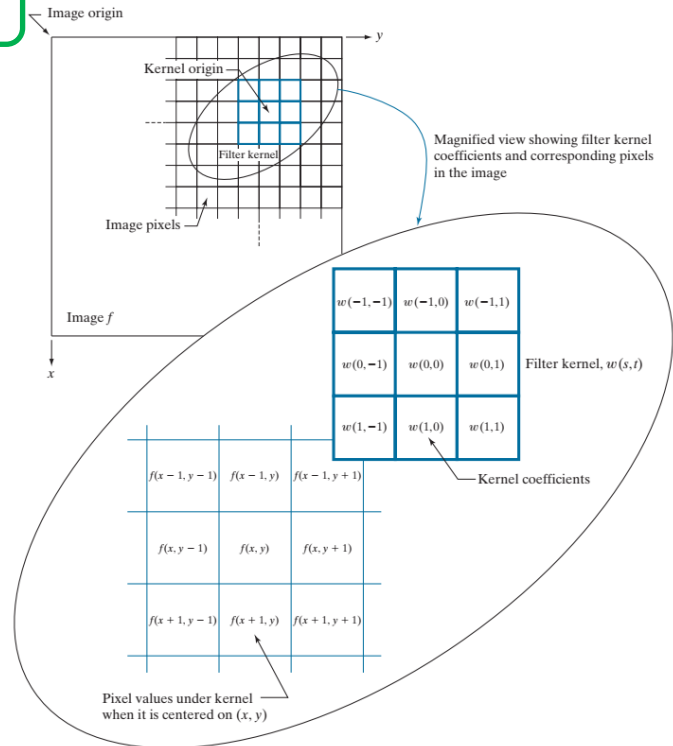 Image origin
y
Kernel origin
Magnified view showing filter kernel
coefficients and corresponding pixels
in the image
Filter kernel
Image pixels
Image f
x
w(−1,−1) w(−1,0) w(−1,1)
w(0,−1) w(0,0) w(0,1) Filter kernel, w(s,t)
w(1,−1) w(1,0) w(1,1)
Kernel coefficients
f(x − 1, y − 1) f(x − 1, y) f(x − 1, y + 1)
f(x, y − 1) f(x, y) f(x, y + 1)
f(x + 1, y − 1) f(x + 1, y) f(x + 1, y + 1)
Pixel values under kernel
when it is centered on (x, y)